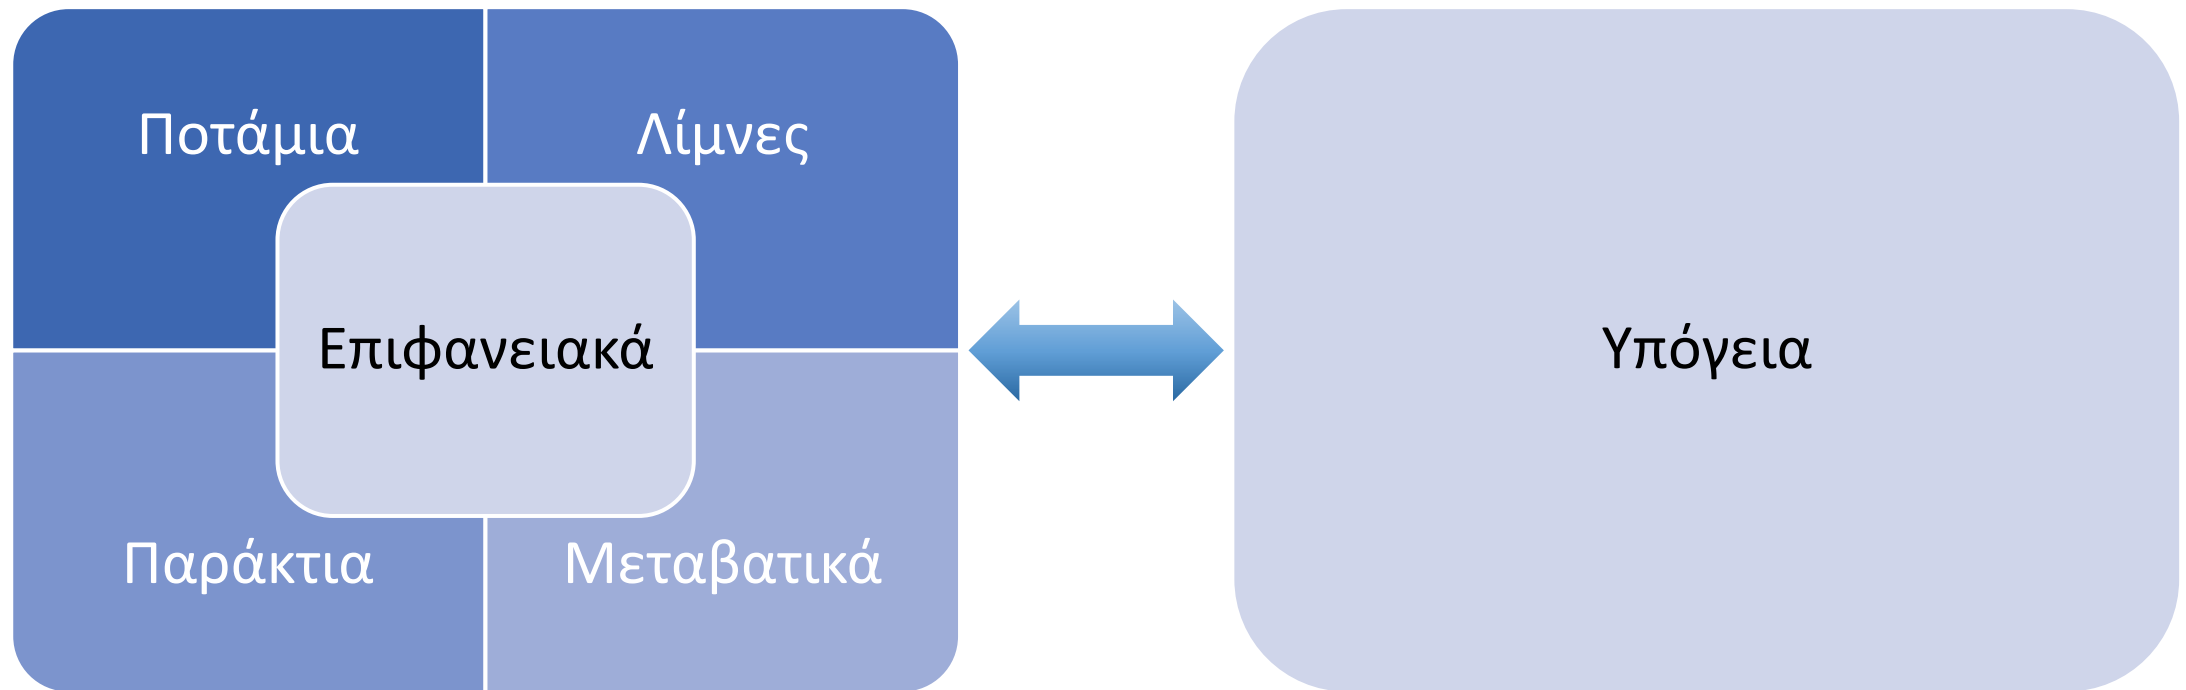 Ποτάμια
Λίμνες
Επιφανειακά
Παράκτια
Μεταβατικά
Υπόγεια